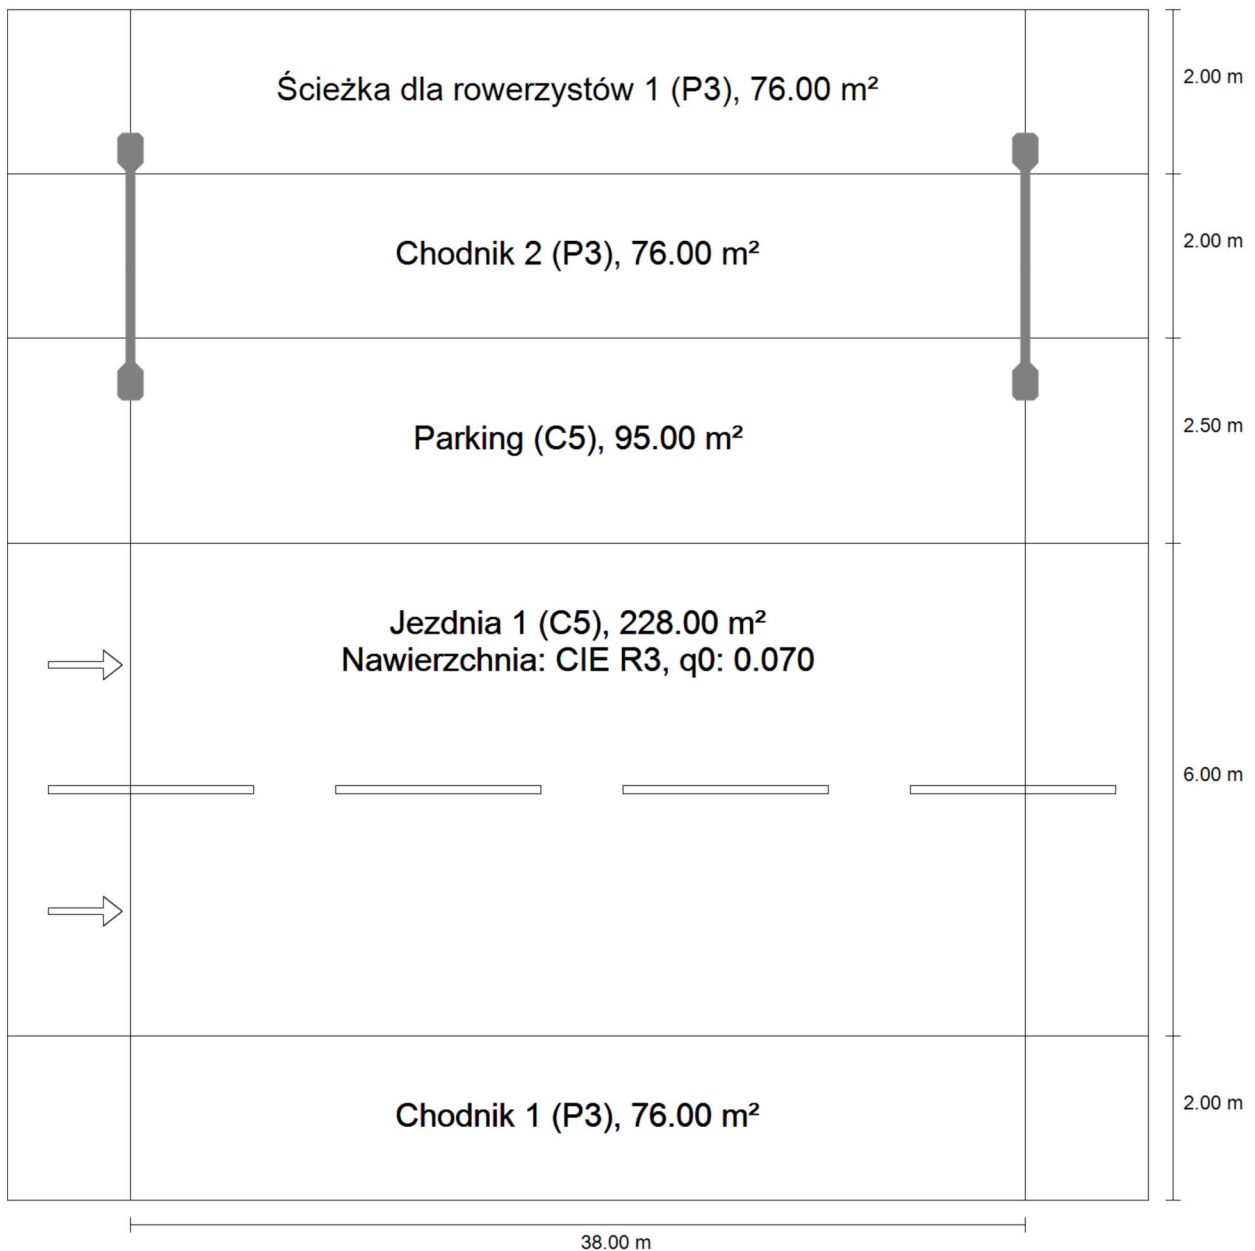 Ścieżka dla rowerzystów 1 (P3), 76.00 m²
2.00 m
Chodnik 2 (P3), 76.00 m²
2.00 m
Parking (C5), 95.00 m²
2.50 m
Jezdnia 1 (C5), 228.00 m²
Nawierzchnia: CIE R3, q0: 0.070
6.00 m
Chodnik 1 (P3), 76.00 m²
2.00 m
38.00 m